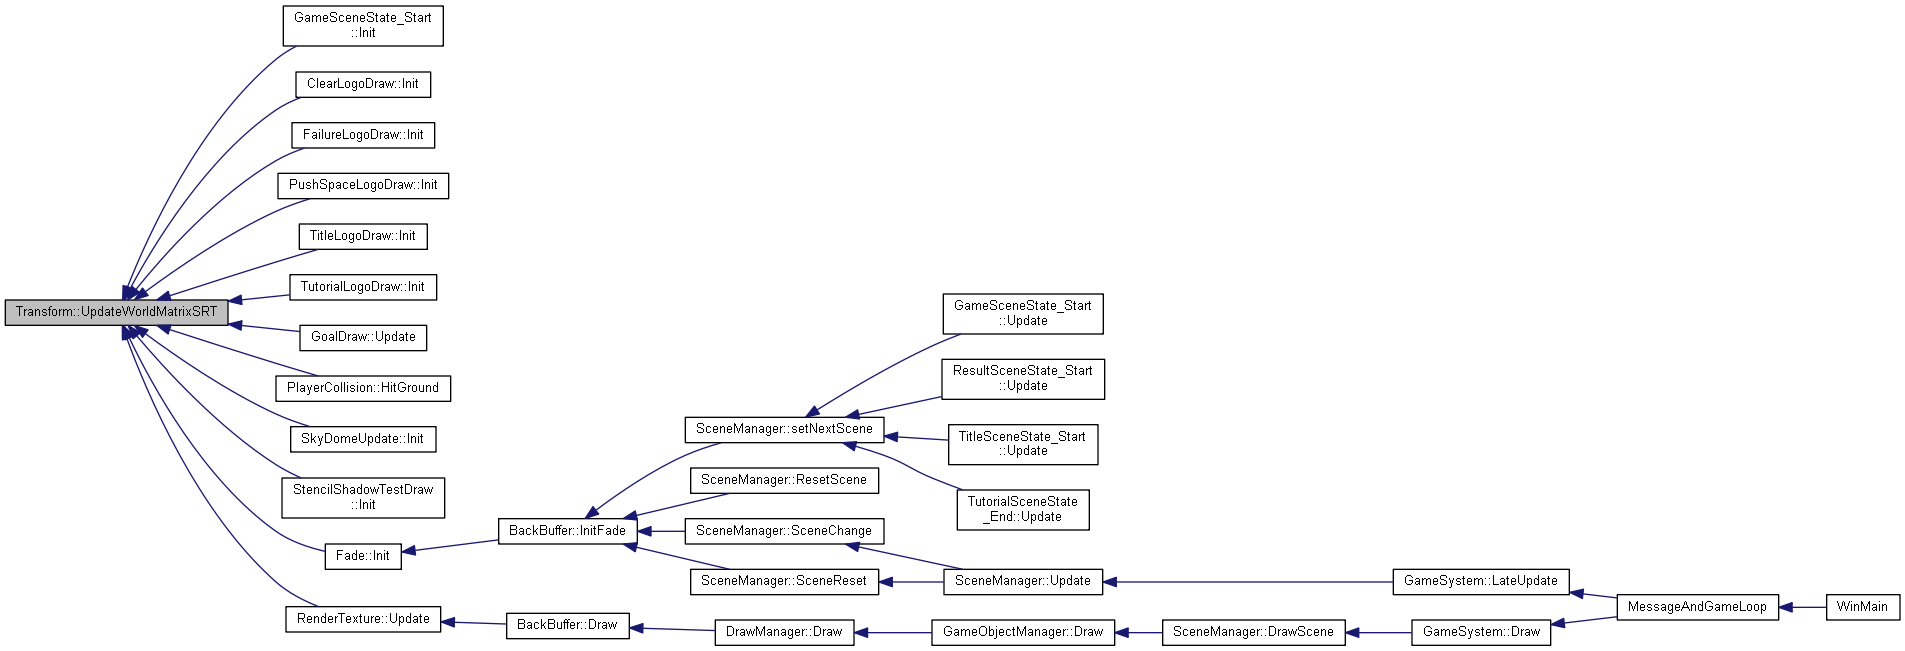 GameSceneState_Start
::Init
ClearLogoDraw::Init
FailureLogoDraw::Init
PushSpaceLogoDraw::Init
TitleLogoDraw::Init
TutorialLogoDraw::Init
Transform::UpdateWorldMatrixSRT
GoalDraw::Update
PlayerCollision::HitGround
SkyDomeUpdate::Init
StencilShadowTestDraw
::Init
Fade::Init
RenderTexture::Update
BackBuffer::InitFade
BackBuffer::Draw
SceneManager::setNextScene
SceneManager::ResetScene
SceneManager::SceneChange
SceneManager::SceneReset
DrawManager::Draw
GameSceneState_Start
::Update
ResultSceneState_Start
::Update
TitleSceneState_Start
::Update
TutorialSceneState
_End::Update
SceneManager::Update
GameObjectManager::Draw
SceneManager::DrawScene
GameSystem::LateUpdate
GameSystem::Draw
MessageAndGameLoop
WinMain